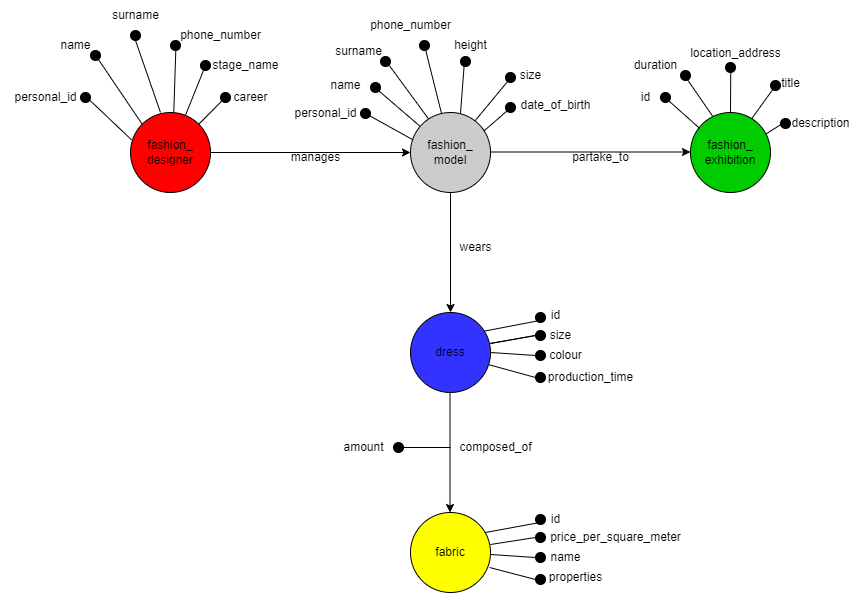 surname
name
phone_number
stage_name
personal_id
career
fashion_
designer
manages
phone_number
surname
height
name
size
personal_id
date_of_birth
fashion_
model
partake_to
location_address
duration
title
id
description
fashion_
exhibition
wears
id
size
dress
colour
production_time
amount
composed_of
id
price_per_square_meter
fabric
name
properties